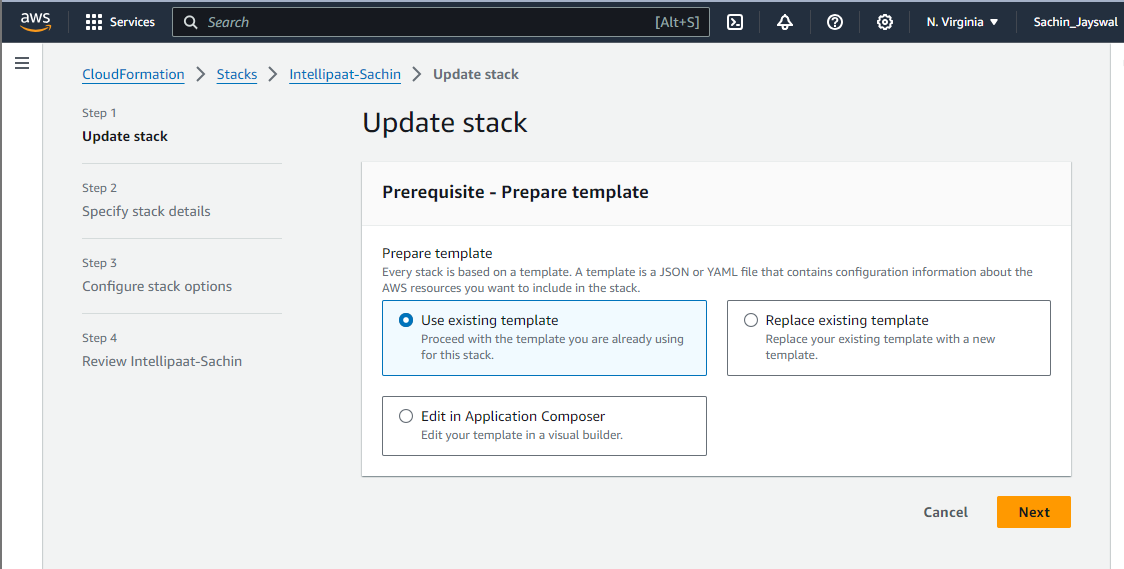 aws
Services
Search
[Alt+S]
N. Virginia
Sachin_Jayswal
CloudFormation
Stacks
Intellipaat-Sachin
Update stack
Step 1
Update stack
Step 2
Specify stack details
Step 3
Configure stack options
Step 4
Review Intellipaat-Sachin
Update stack
Prerequisite - Prepare template
Prepare template
Every stack is based on a template. A template is a JSON or YAML file that contains configuration information about the
AWS resources you want to include in the stack.
Use existing template
Proceed with the template you are already using
for this stack.
Replace existing template
Replace your existing template with a new
template.
Edit in Application Composer
Edit your template in a visual builder.
Cancel
Next